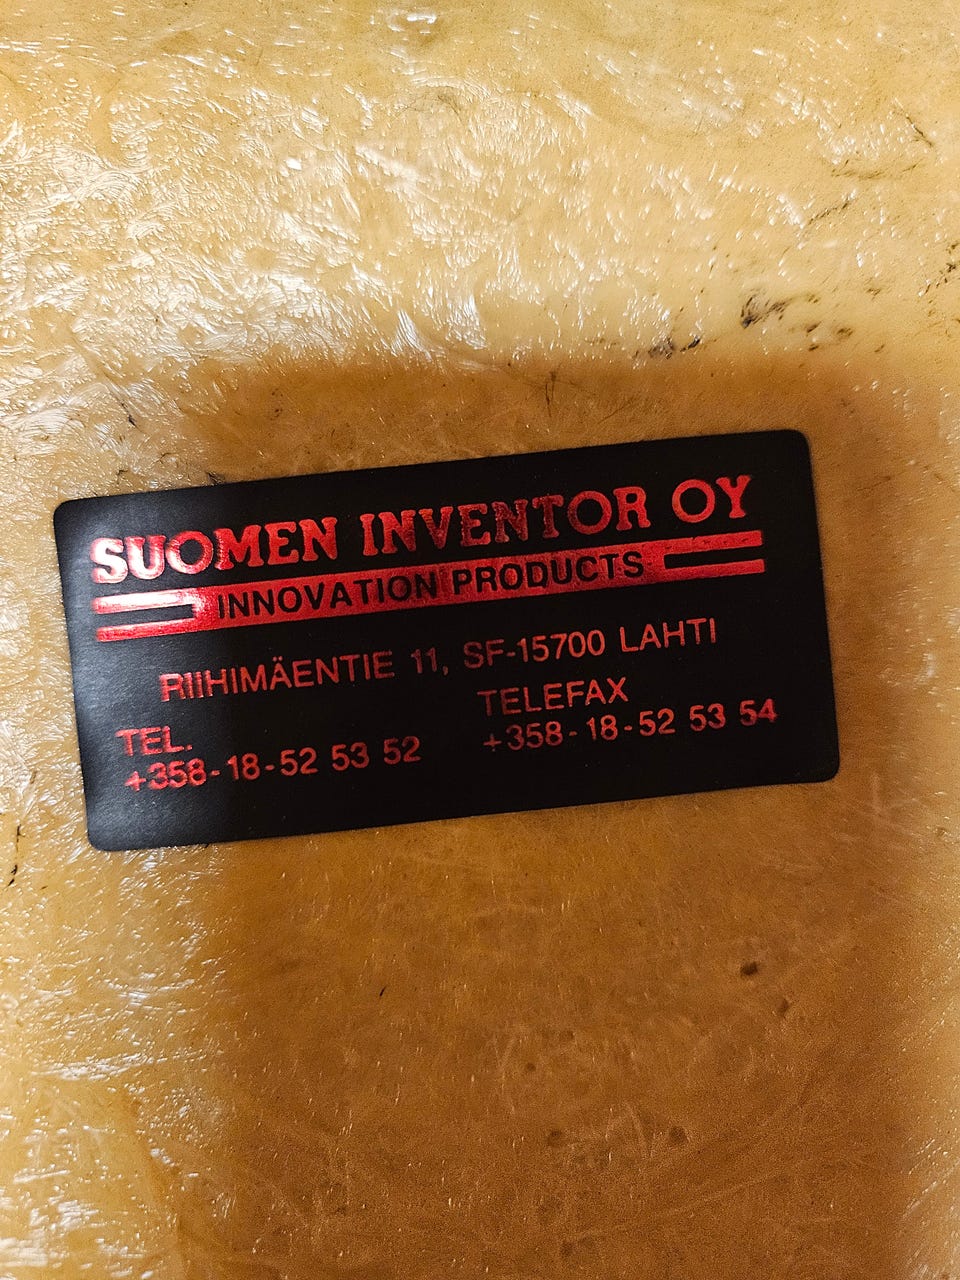 SUOMEN INVENTOR OY
INNOVATION PRODUCTS
RIIHIMÄENTIE 11, SF-15700 LAHTI
TEL.
+358-18-52 53 52
TELEFAX
+358-18-52 53 54